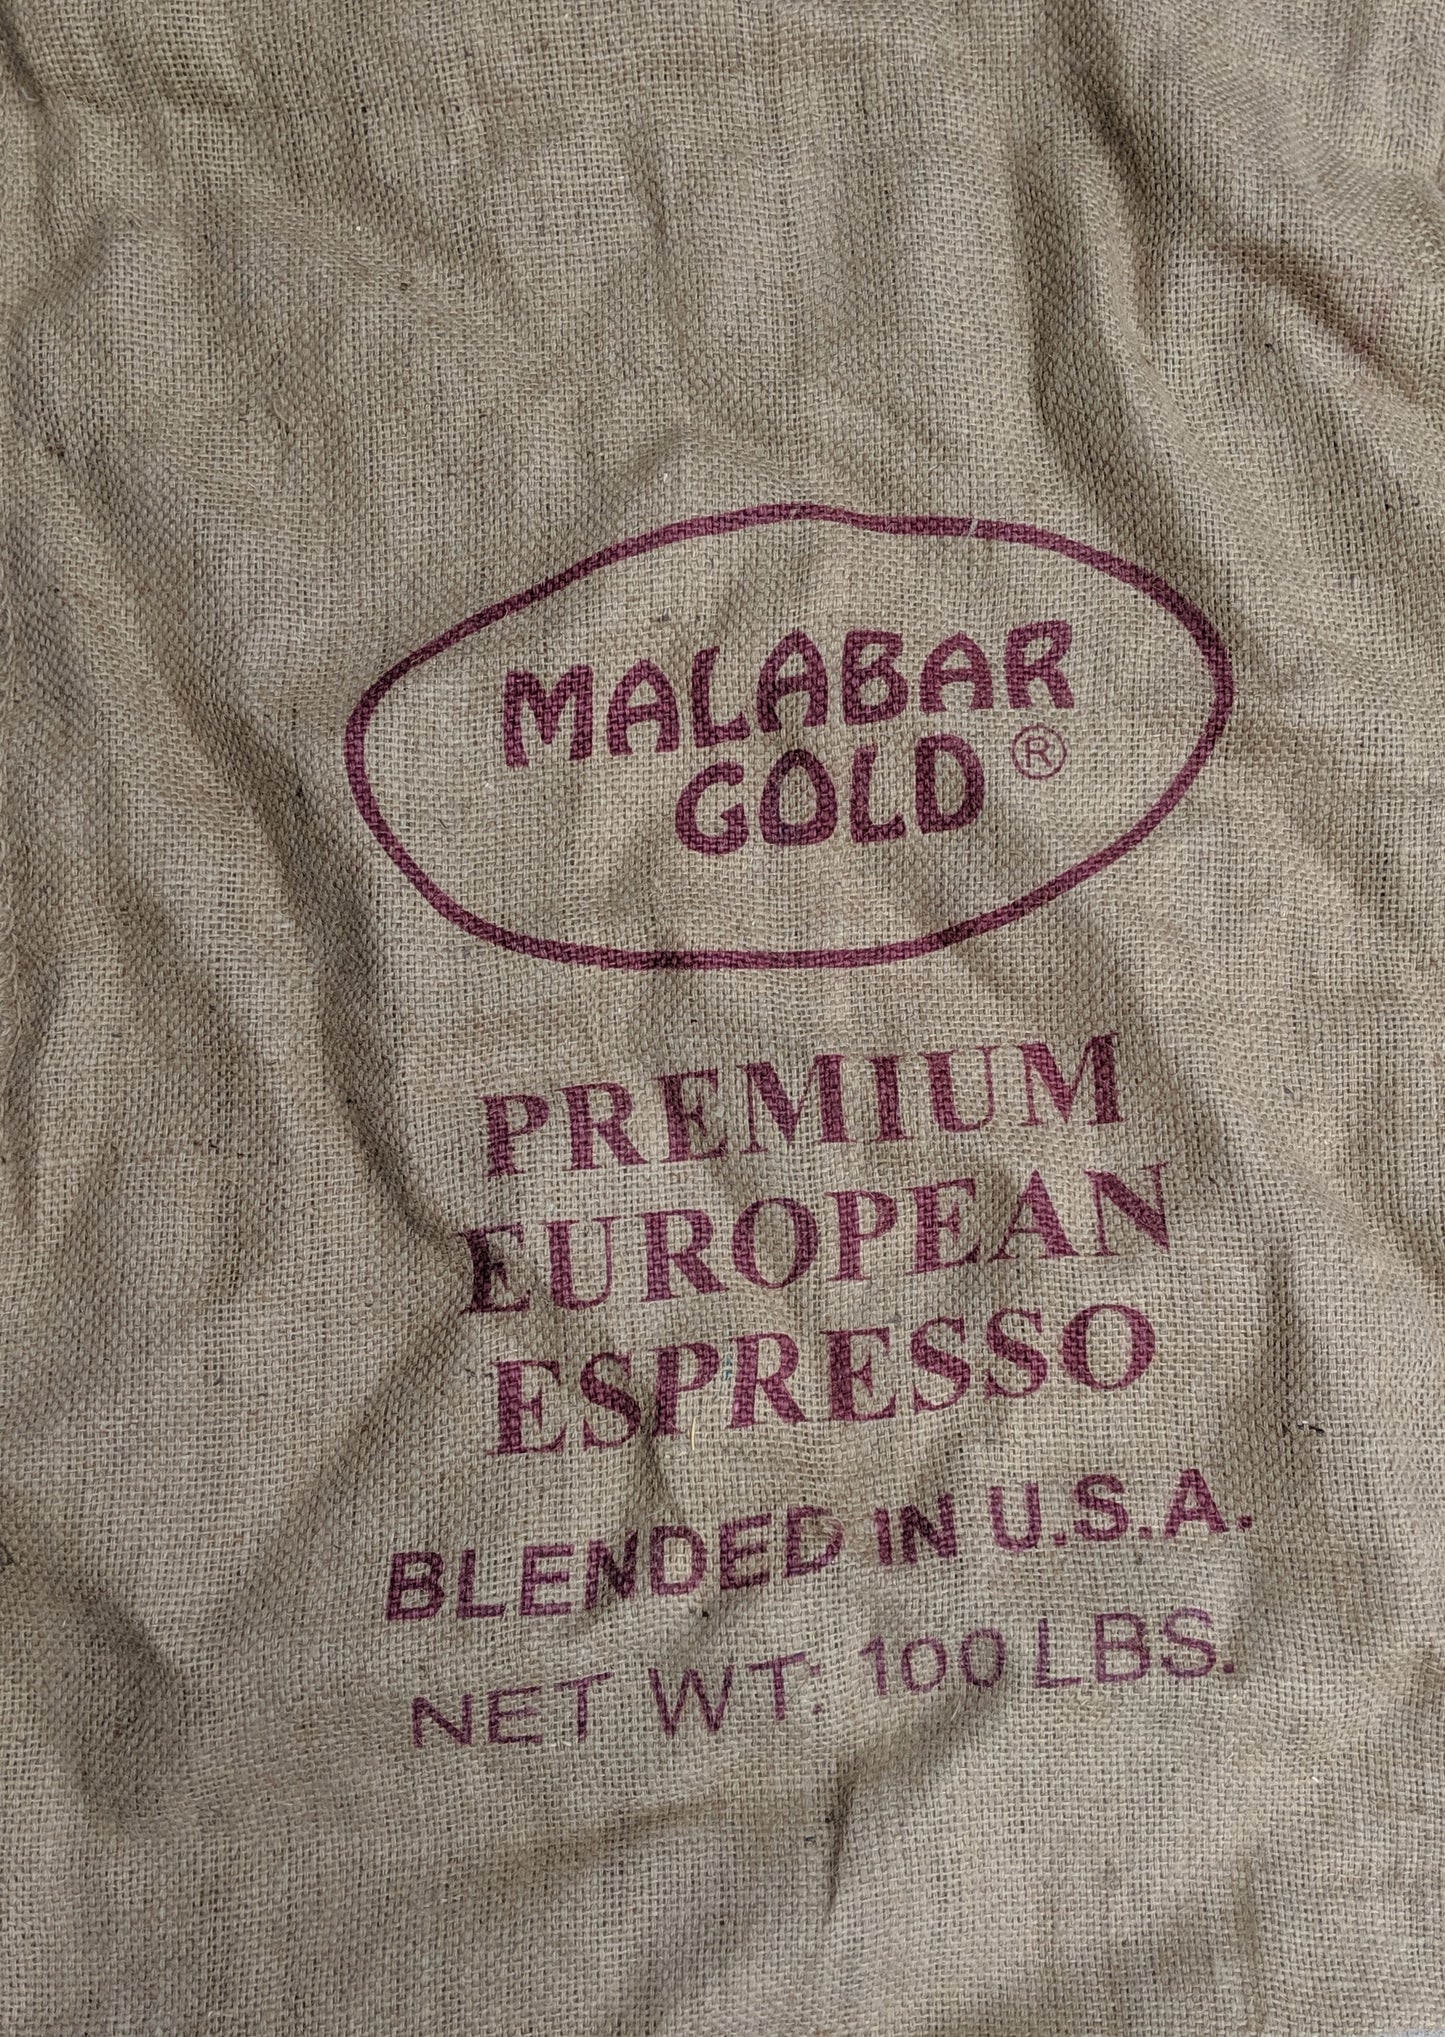 MALABAR
GOLD ®
PREMIUM
EUROPEAN
ESPRESSO
BLENDED IN U.S.A.
NET WT: 100 LBS.